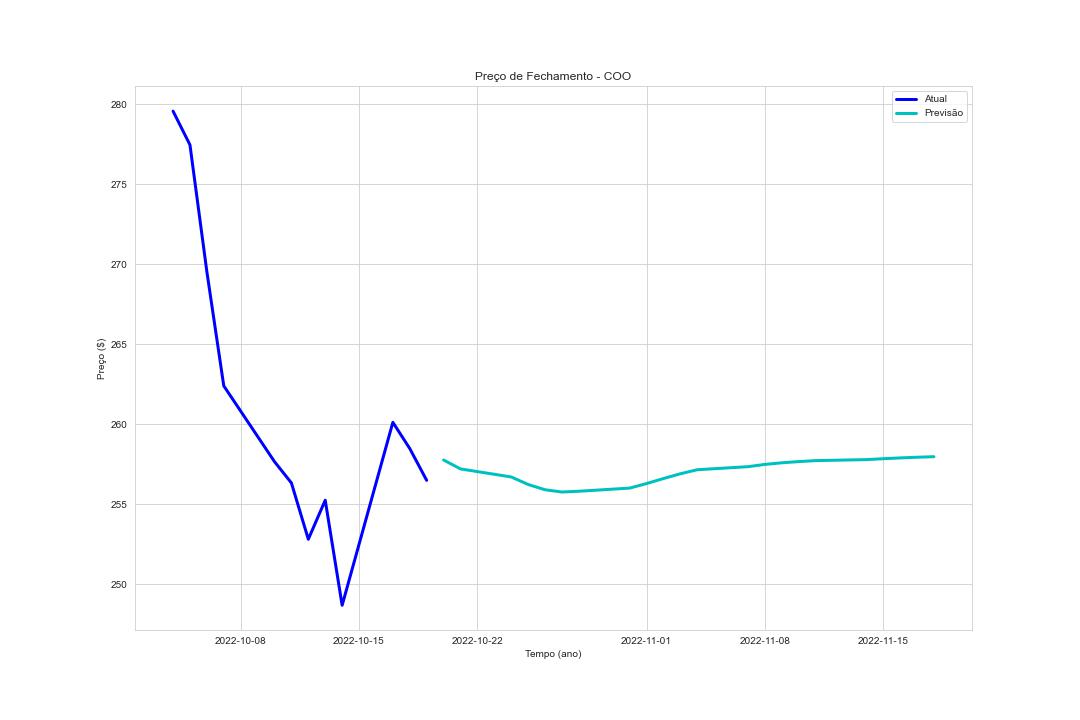 Preço de Fechamento - COO
Atual
Previsão
Preço ($)
280
275
270
265
260
255
250
2022-10-08
2022-10-15
2022-10-22
2022-11-01
2022-11-08
2022-11-15
Tempo (ano)